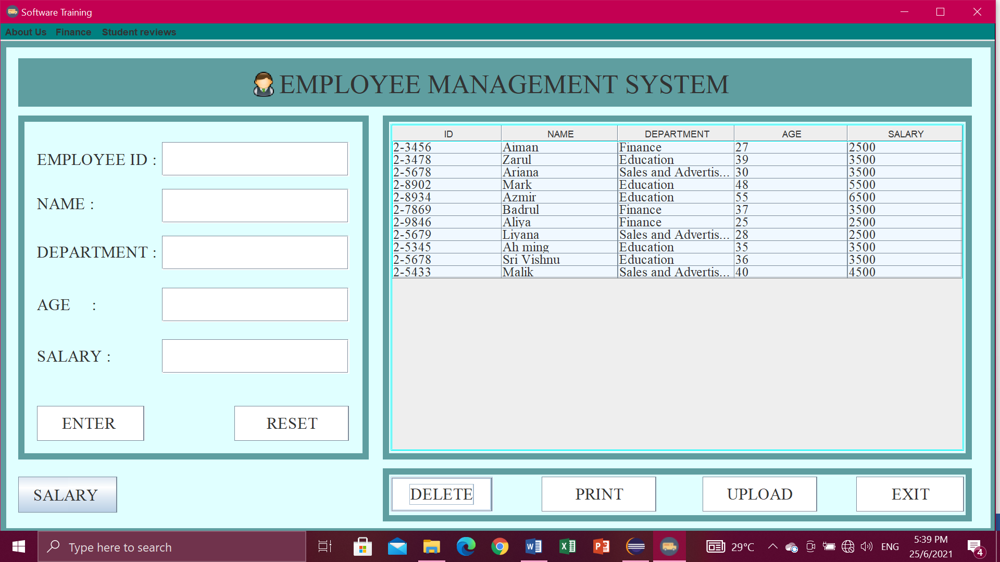 Software Training
About Us Finance Student reviews
EMPLOYEE MANAGEMENT SYSTEM
EMPLOYEE ID :
NAME :
DEPARTMENT :
AGE :
SALARY :
ENTER RESET
SALARY
ID NAME DEPARTMENT AGE SALARY
2-3456 Aiman Finance 27 2500
2-3478 Zarul Education 39 3500
2-5678 Ariana Sales and Advertis... 30 3500
2-8902 Mark Education 48 5500
2-8934 Azmir Education 55 6500
2-7869 Badrul Finance 37 3500
2-9846 Aliya Finance 25 2500
2-5679 Liyana Sales and Advertis... 28 2500
2-5345 Ah ming Education 35 3500
2-5678 Sri Vishnu Education 36 3500
2-5433 Malik Sales and Advertis... 40 4500
DELETE PRINT UPLOAD EXIT
Type here to search
29°C
ENG
5:39 PM
25/6/2021
4